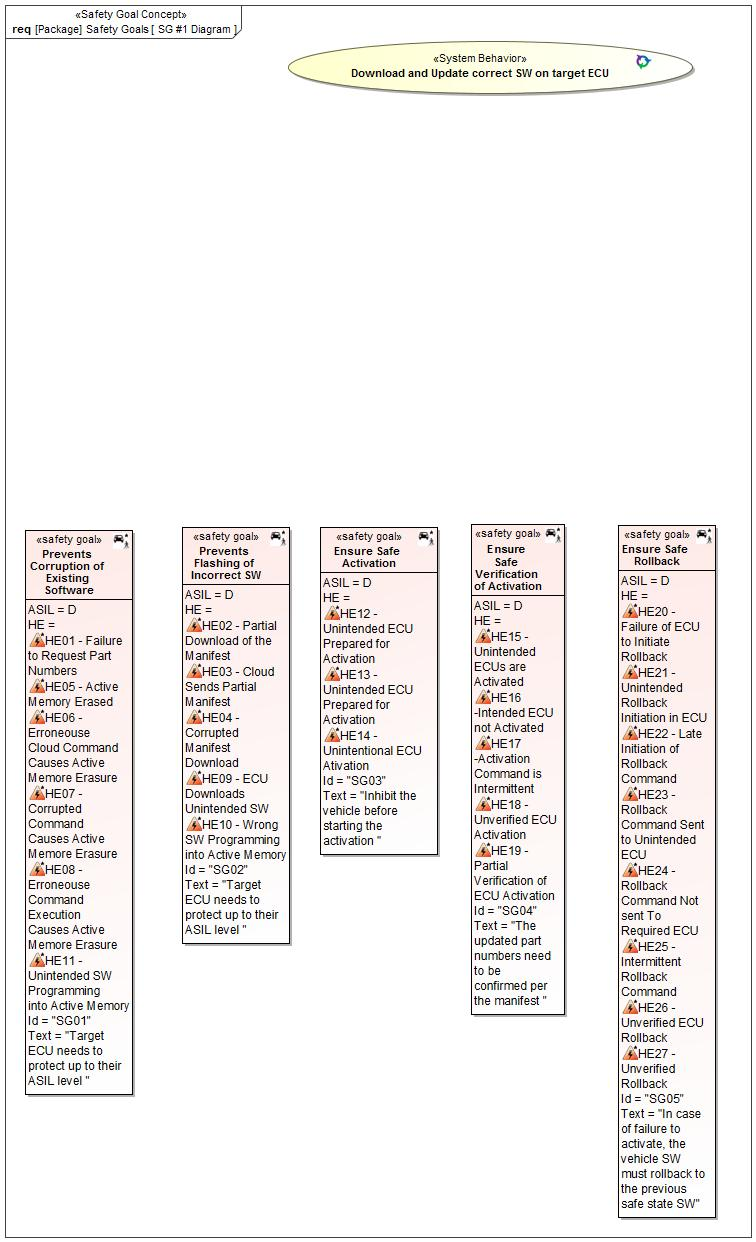 «Safety Goal Concept»
req [Package] Safety Goals [ SG #1 Diagram ]
«System Behavior»
Download and Update correct SW on target ECU
«safety goal»
Prevents
Corruption of
Existing
Software
ASIL = D
HE =
HE01 - Failure
to Request Part
Numbers
HE05 - Active
Memory Erased
HE06 -
Erroneouse
Cloud Command
Causes Active
Memore Erasure
HE07 -
Corrupted
Command
Causes Active
Memore Erasure
HE08 -
Erroneouse
Command
Execution
Causes Active
Memore Erasure
HE11 -
Unintended SW
Programing
into Active Memory
Id = "SG01"
Text = "Target
ECU needs to
protect up to their
ASIL level "
«safety goal»
Prevents
Flashing of
Incorrect SW
ASIL = D
HE =
HE02 - Partial
Download of the
Manifest
HE03 - Cloud
Sends Partial
Manifest
HE04 -
Corrupted
Manifest
Download
HE09 - ECU
Downloads
Unintended SW
HE10 - Wrong
SW Programming
into Active Memory
Id = "SG02"
Text = "Target
ECU needs to
protect up to their
ASIL level "
«safety goal»
Ensure Safe
Activation
ASIL = D
HE =
HE12 -
Unintended ECU
Prepared for
Activation
HE13 -
Unintended ECU
Prepared for
Activation
HE14 -
Unintentional ECU
Ativation
Id = "SG03"
Text = "Inhibit the
vehicle before
starting the
activation "
«safety goal»
Ensure
Safe
Verification
of Activation
ASIL = D
HE =
HE15 -
Unintended
ECUs are
Activated
HE16
-Intended ECU
not Activated
HE17
-Activation
Command is
Intermittent
HE18 -
Unverified ECU
Activation
HE19 -
Partial
Verification of
ECU Activation
Id = "SG04"
Text = "The
updated part
numbers need
to be
confirmed per
the manifest "
«safety goal»
Ensure Safe
Rollback
ASIL = D
HE =
HE20 -
Failure of ECU
to Initiate
Rollback
HE21 -
Unintended
Rollback
Initiation in ECU
HE22 - Late
Initiation of
Rollback
Command
HE23 -
Rollback
Command Sent
to Unintended
ECU
HE24 -
Rollback
Command Not
sent To
Required ECU
HE25 -
Intermittent
Rollback
Command
HE26 -
Unverified ECU
Rollback
HE27 -
Unverified
Rollback
Id = "SG05"
Text = "In case
of failure to
activate, the
vehicle SW
must rollback to
the previous
safe state SW"